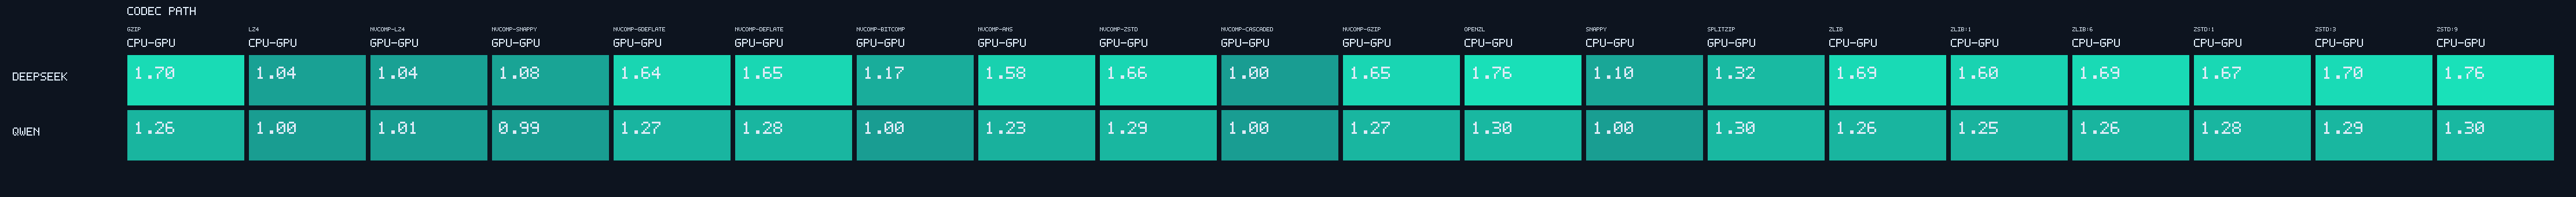 CODEC PATH
GZIP LZ4 NVCOMP-LZ4 NVCOMP-SNAPPY NVCOMP-GDEFLATE NVCOMP-DEFLATE NVCOMP-BITCOMP NVCOMP-ANS NVCOMP-ZSTD NVCOMP-CASCADED NVCOMP-GZIP OPENZL SNAPPY SPLITZIP ZLIB ZLIB:1 ZLIB:6 ZSTD:1 ZSTD:3 ZSTD:9
CPU-GPU CPU-GPU GPU-GPU GPU-GPU GPU-GPU GPU-GPU GPU-GPU GPU-GPU GPU-GPU GPU-GPU GPU-GPU CPU-GPU CPU-GPU GPU-GPU CPU-GPU CPU-GPU CPU-GPU CPU-GPU CPU-GPU CPU-GPU
DEEPSEEK 1.70 1.04 1.04 1.08 1.64 1.65 1.17 1.58 1.66 1.00 1.65 1.76 1.10 1.32 1.69 1.60 1.69 1.67 1.70 1.76
QWEN 1.26 1.00 1.01 0.99 1.27 1.28 1.00 1.23 1.29 1.00 1.27 1.30 1.00 1.30 1.26 1.25 1.26 1.28 1.29 1.30